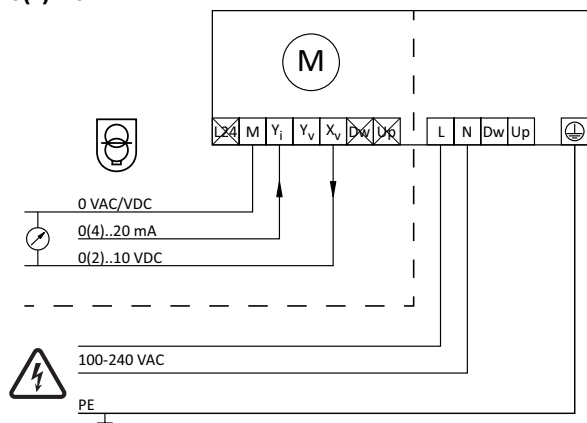 M
L24 M Yi Yv Xv Dw Up L N Dw Up
0 VAC/VDC
0(4)..20 mA
0(2)..10 VDC
100-240 VAC
PE